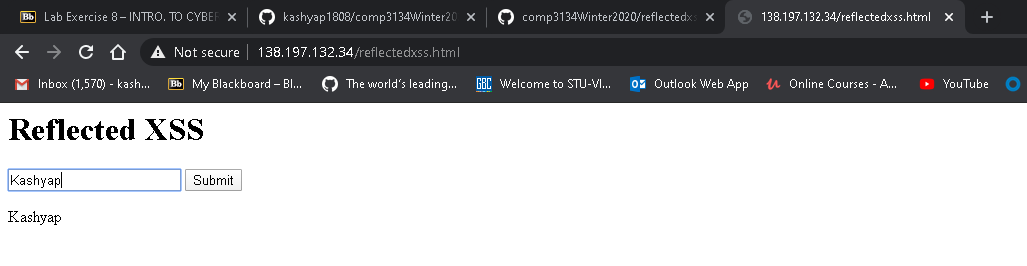 Lab Exercise 8 – INTRO. TO CYBER
kashyap1808/comp3134Winter20
comp3134Winter2020/reflectedxs
138.197.132.34/reflectedxss.html
Not secure | 138.197.132.34/reflectedxss.html
Inbox (1,570) - kash...
Bb My Blackboard – Bl...
The world's leading...
GBC Welcome to STU-VI...
Outlook Web App
Online Courses - A...
YouTube
Reflected XSS
Kashyap Submit
Kashyap